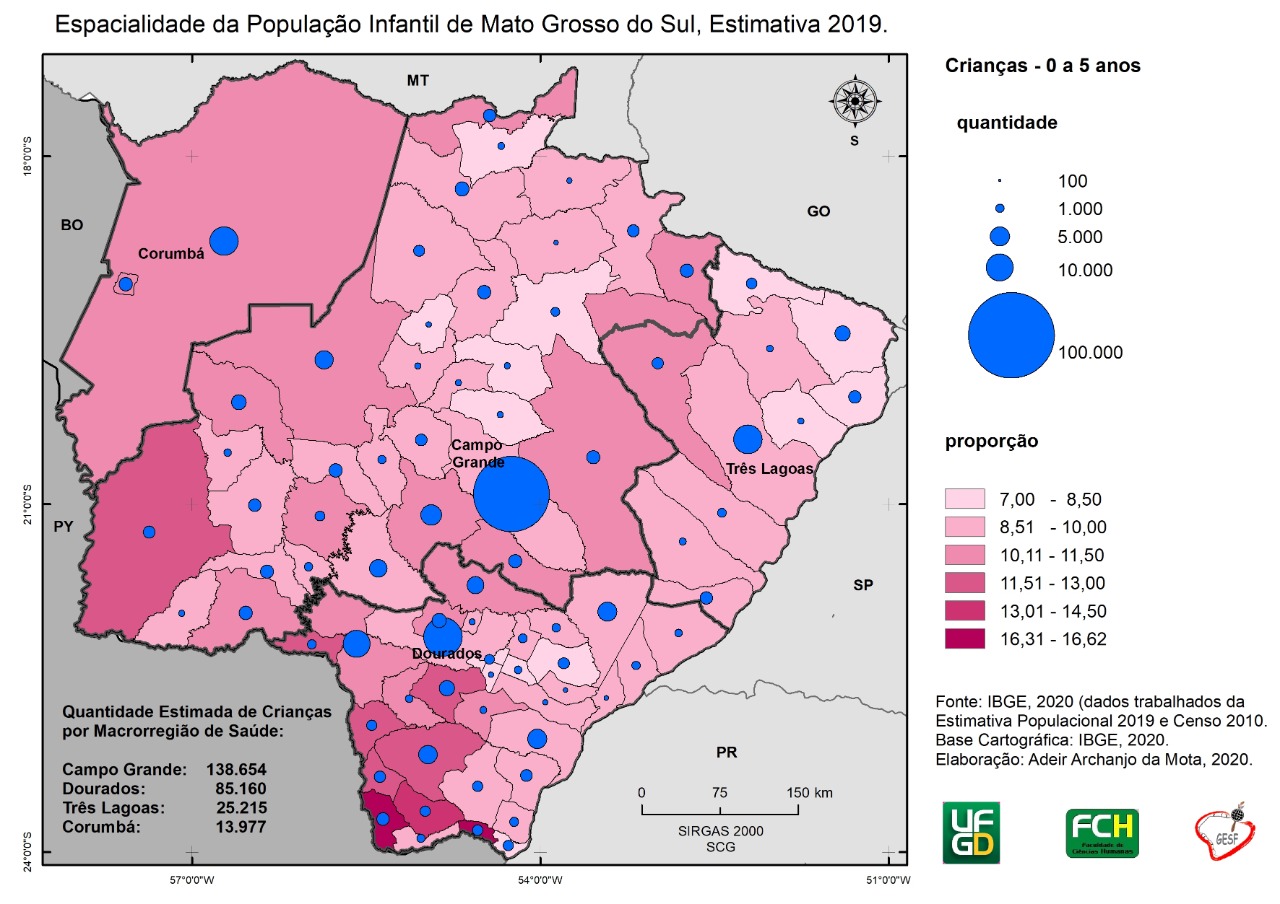 Espacialidade da População Infantil de Mato Grosso do Sul, Estimativa 2019.
MT
S
GO
BO
Corumbá
Campo
Grande
Três Lagoas
PY
SP
Dourados
PR
18°0'0"S
21°0'0"S
24°0'0"S
57°0'0"W
54°0'0"W
51°0'0"W
Quantidade Estimada de Crianças
por Macrorregião de Saúde:
Campo Grande: 138.654
Dourados: 85.160
Três Lagoas: 25.215
Corumbá: 13.977
0 75 150 km
SIRGAS 2000
SCG
Crianças - 0 a 5 anos
quantidade
100
1.000
5.000
10.000
100.000
proporção
7,00 - 8,50
8,51 - 10,00
10,11 - 11,50
11,51 - 13,00
13,01 - 14,50
16,31 - 16,62
Fonte: IBGE, 2020 (dados trabalhados da
Estimativa Populacional 2019 e Censo 2010.
Base Cartográfica: IBGE, 2020.
Elaboração: Adeir Archanjo da Mota, 2020.
UF
GD
FCH
Faculdade de
Ciências Humanas
GESF